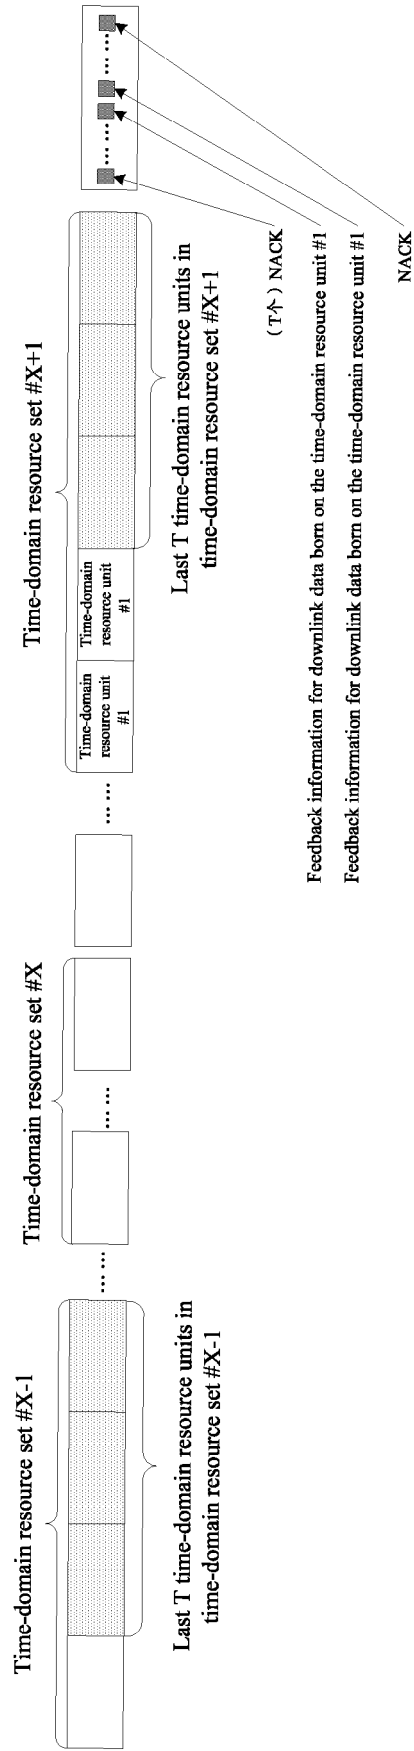 Time-domain resource set #X-1
Last T time-domain resource units in
time-domain resource set #X-1
... ...
Time-domain resource set #X
... ...
... ...
Time-domain resource set #X+1
Time-domain
resource unit
#1
Time-domain
resource unit
#1
Last T time-domain resource units in
time-domain resource set #X+1
... ...
... ...
（T个）NACK
Feedback information for downlink data born on the time-domain resource unit #1
Feedback information for downlink data born on the time-domain resource unit #1
NACK